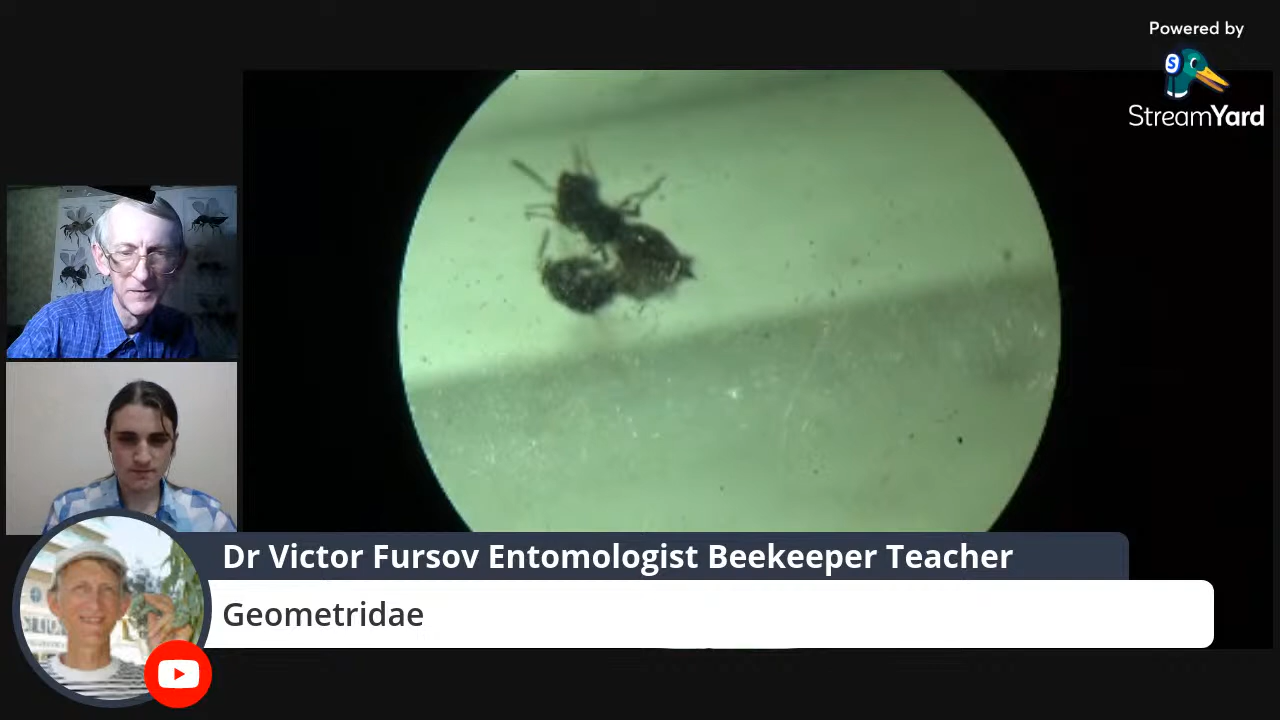 Powered by
S
StreamYard
Dr Victor Fursov Entomologist Beekeeper Teacher
Geometridae